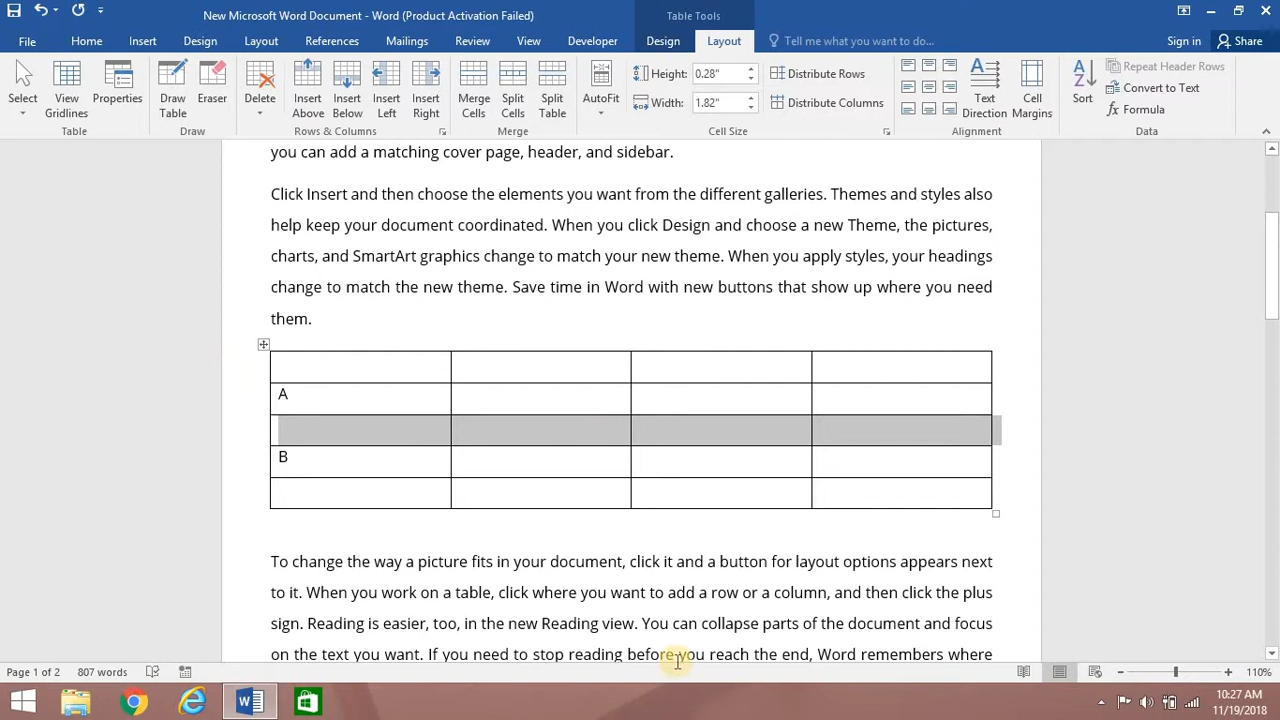 New Microsoft Word Document - Word (Product Activation Failed)
Table Tools
File Home Insert Design Layout References Mailings Review View Developer Design Layout Tell me what you want to do... Sign in Share
Select
View Gridlines
Properties
Table
Draw Table
Eraser
Draw
Delete
Insert Above
Insert Below
Insert Left
Insert Right
Rows & Columns
Merge Cells
Split Cells
Split Table
Merge
AutoFit
Height: 0.28"
Width: 1.82"
Distribute Rows
Distribute Columns
Cell Size
Text Direction
Cell Margins
Alignment
Sort
Repeat Header Rows
Convert to Text
Formula
Data
you can add a matching cover page, header, and sidebar.
Click Insert and then choose the elements you want from the different galleries. Themes and styles also
help keep your document coordinated. When you click Design and choose a new Theme, the pictures,
charts, and SmartArt graphics change to match your new theme. When you apply styles, your headings
change to match the new theme. Save time in Word with new buttons that show up where you need
them.
A
B
To change the way a picture fits in your document, click it and a button for layout options appears next
to it. When you work on a table, click where you want to add a row or a column, and then click the plus
sign. Reading is easier, too, in the new Reading view. You can collapse parts of the document and focus
on the text you want. If you need to stop reading before you reach the end, Word remembers where
Page 1 of 2 807 words 110%
10:27 AM
11/19/2018